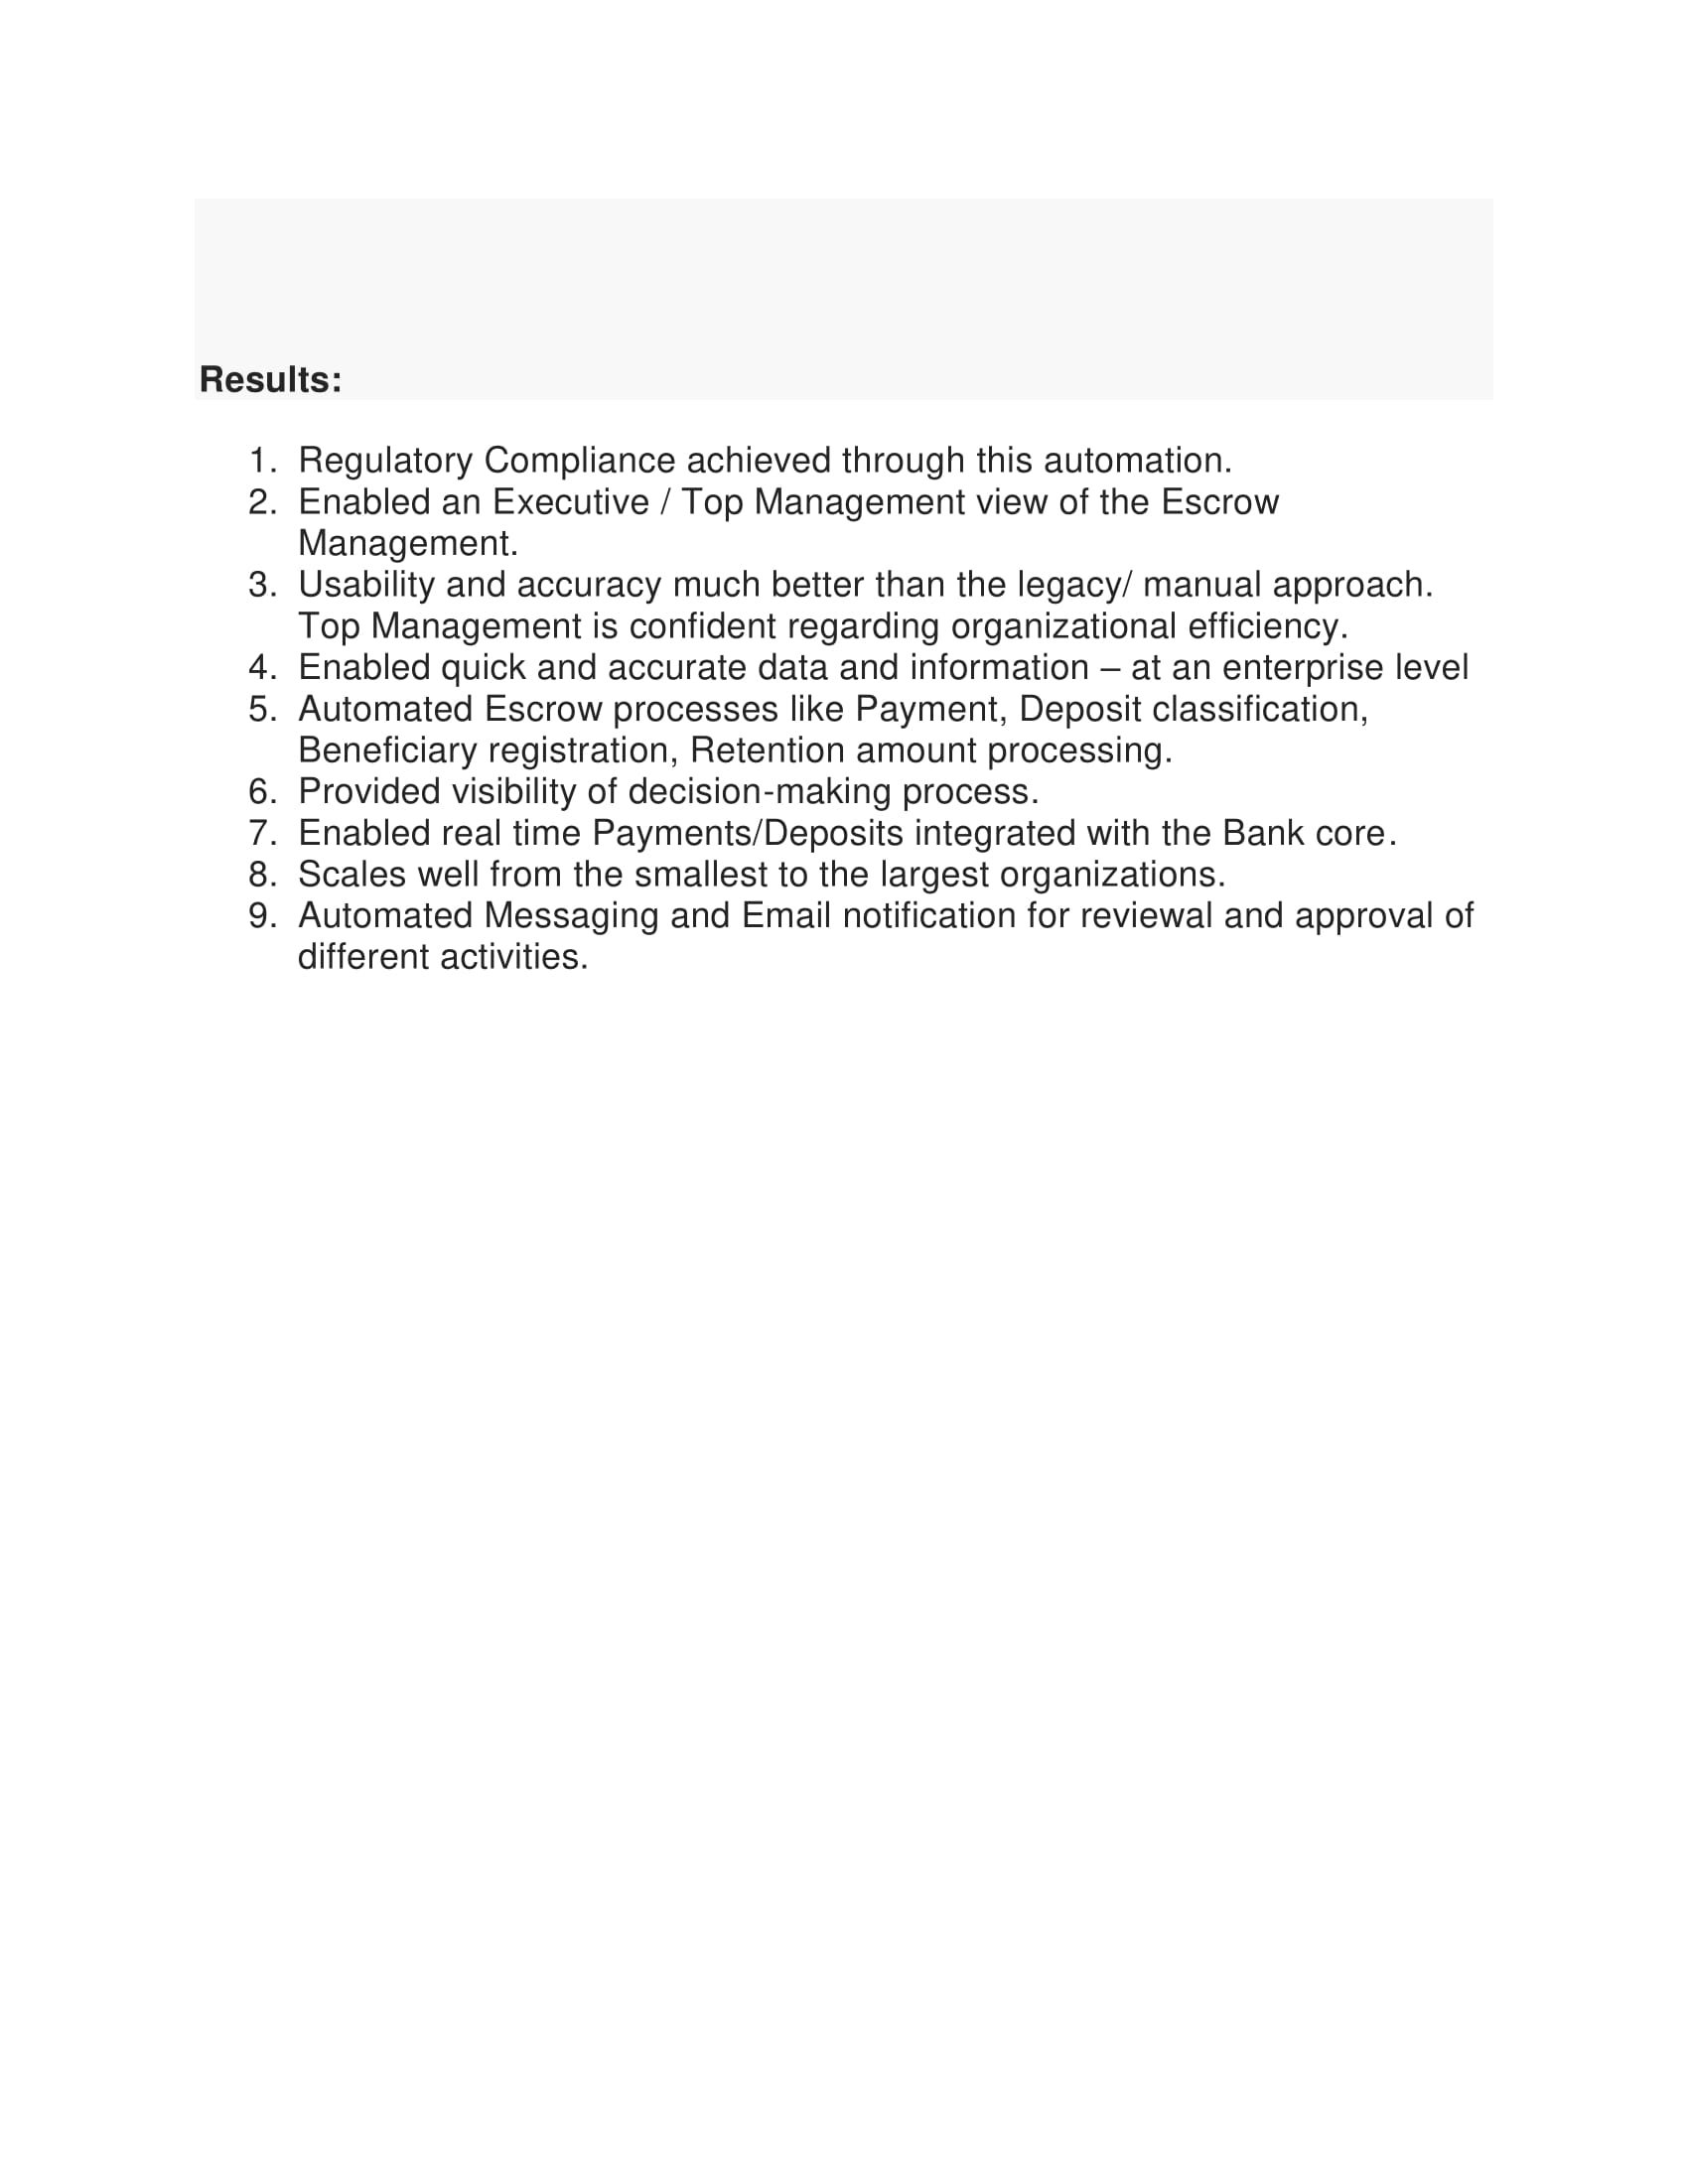 Results:
1. Regulatory Compliance achieved through this automation.
2. Enabled an Executive / Top Management view of the Escrow
Management.
3. Usability and accuracy much better than the legacy/ manual approach.
Top Management is confident regarding organizational efficiency.
4. Enabled quick and accurate data and information – at an enterprise level
5. Automated Escrow processes like Payment, Deposit classification,
Beneficiary registration, Retention amount processing.
6. Provided visibility of decision-making process.
7. Enabled real time Payments/Deposits integrated with the Bank core.
8. Scales well from the smallest to the largest organizations.
9. Automated Messaging and Email notification for reviewal and approval of
different activities.